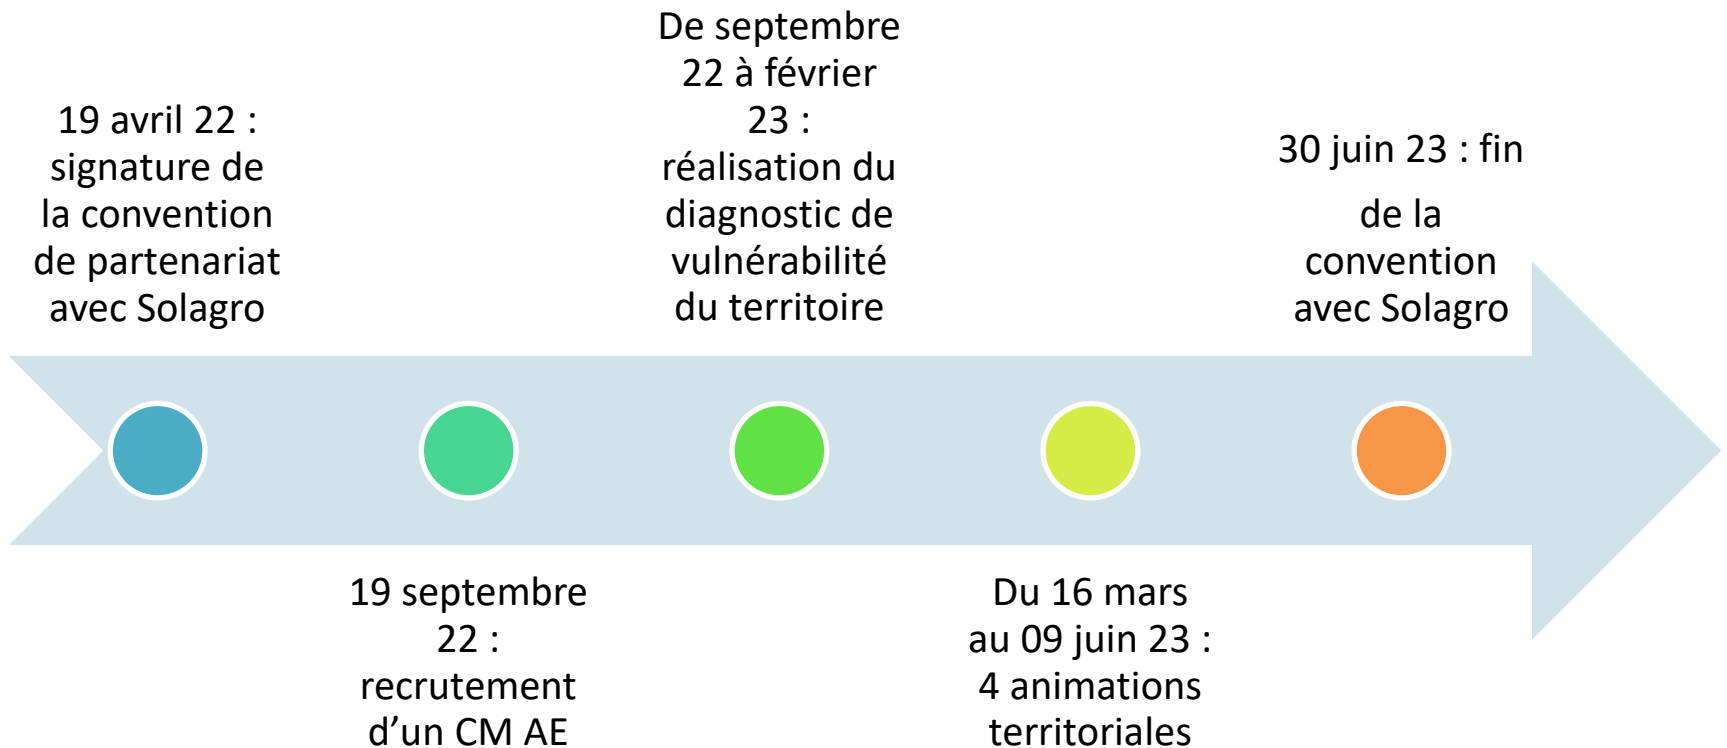 19 avril 22 :
signature de
la convention
de partenariat
avec Solagro
19 septembre
22 :
recrutement
d’un CM AE
De septembre
22 à février
23 :
réalisation du
diagnostic de
vulnérabilité
du territoire
Du 16 mars
au 09 juin 23 :
4 animations
territoriales
30 juin 23 : fin
de la
convention
avec Solagro